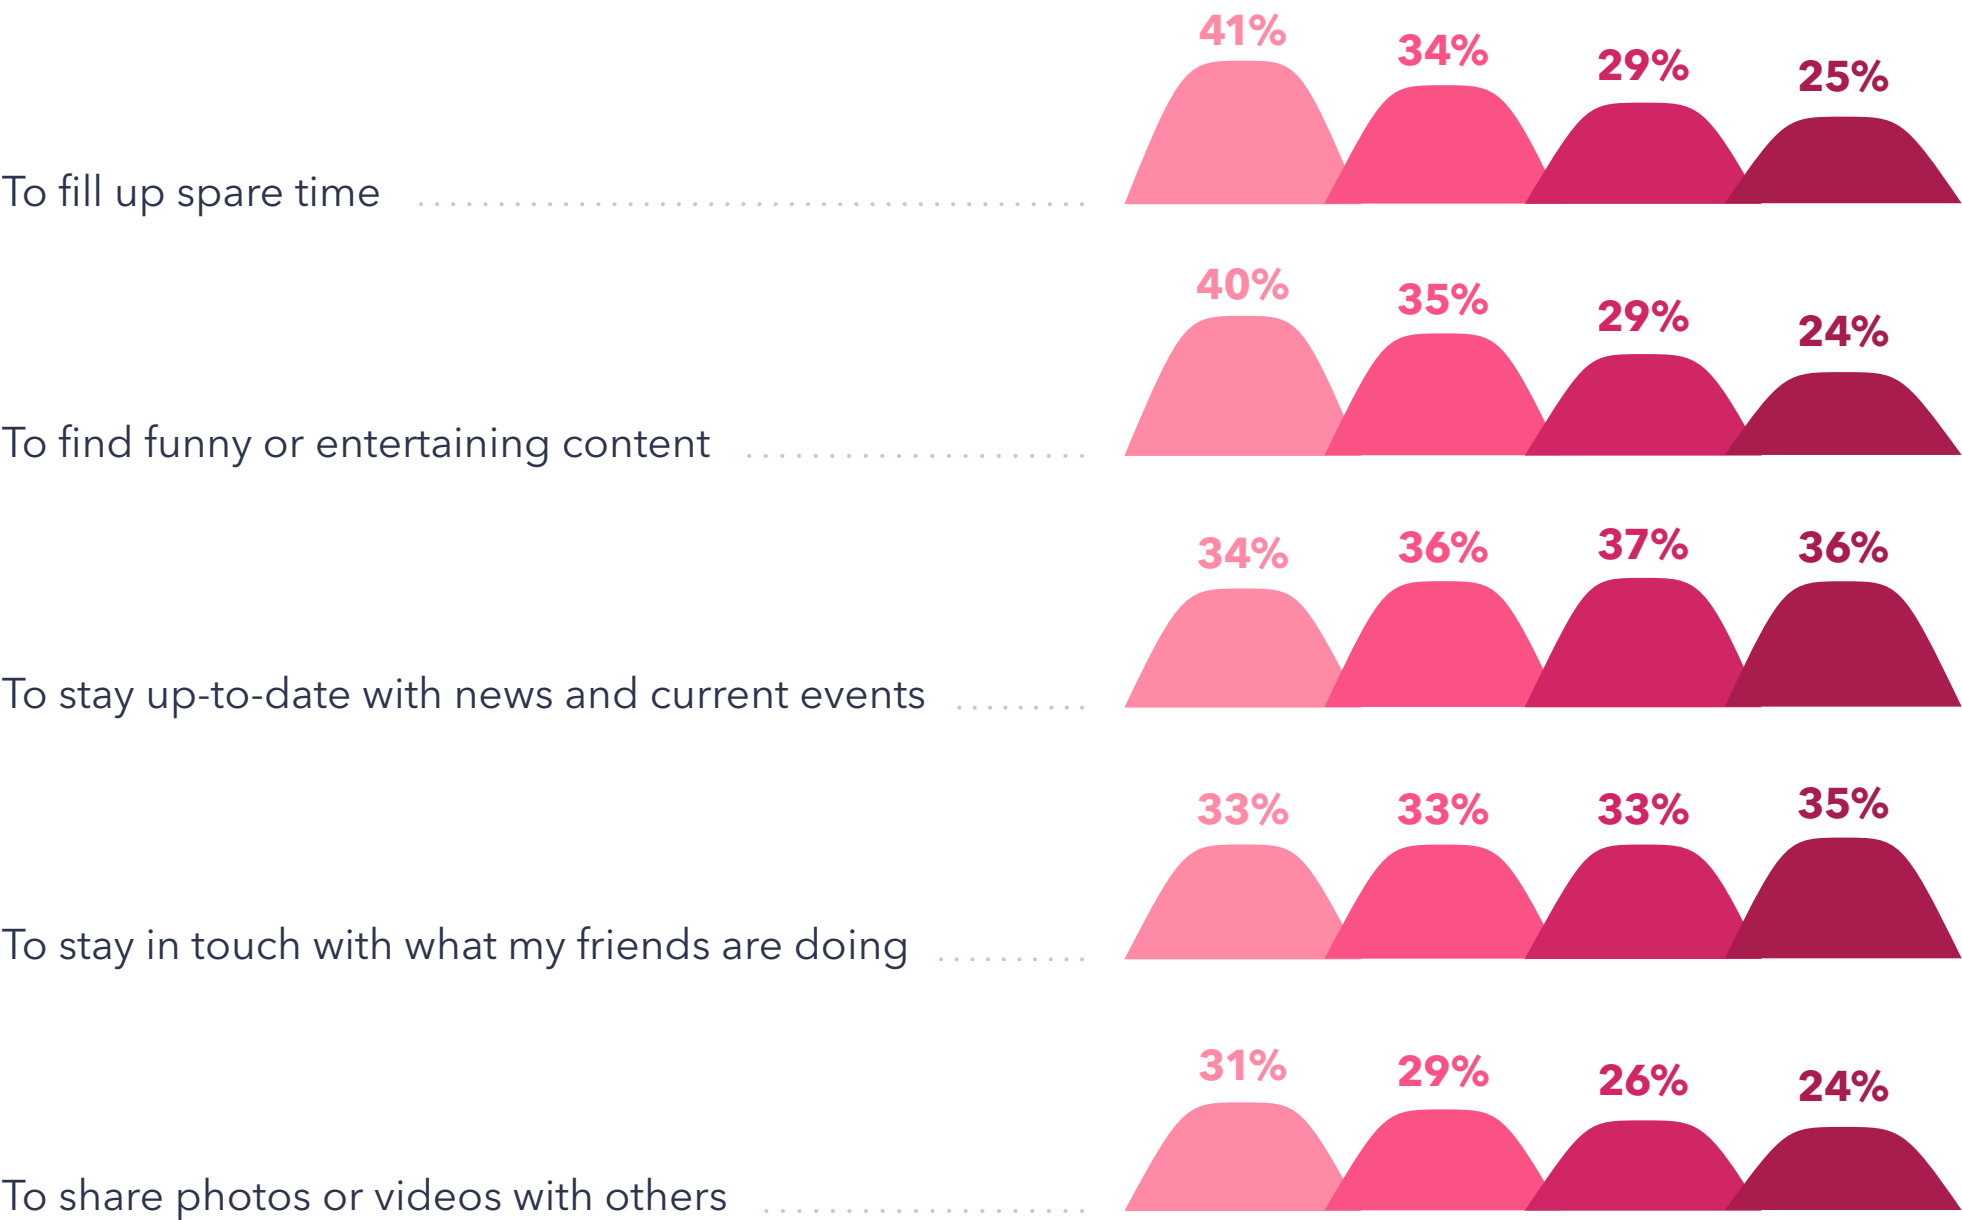 41% 34% 29% 25%
To fill up spare time
40% 35% 29% 24%
To find funny or entertaining content
34% 36% 37% 36%
To stay up-to-date with news and current events
33% 33% 33% 35%
To stay in touch with what my friends are doing
31% 29% 26% 24%
To share photos or videos with others